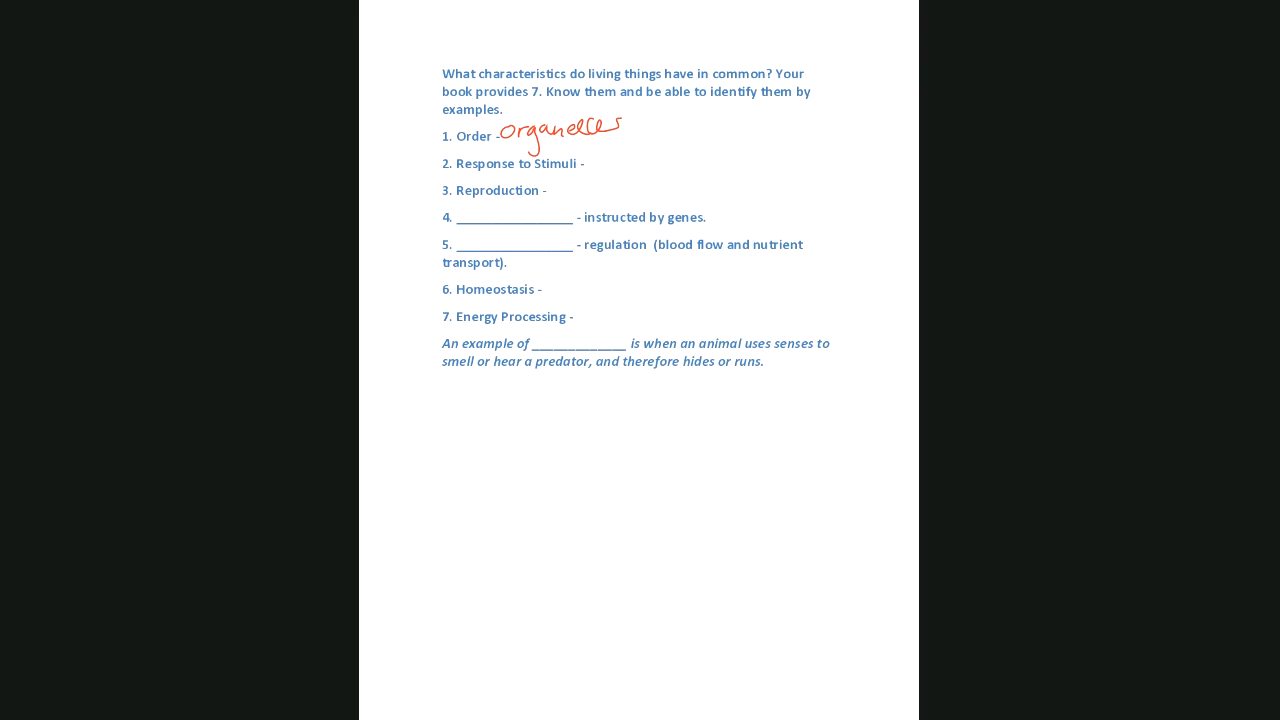 What characteristics do living things have in common? Your
book provides 7. Know them and be able to identify them by
examples.
1. Order - organelles
2. Response to Stimuli -
3. Reproduction -
4. _________________ - instructed by genes.
5. _________________ - regulation (blood flow and nutrient
transport).
6. Homeostasis -
7. Energy Processing -
An example of ______________ is when an animal uses senses to
smell or hear a predator, and therefore hides or runs.